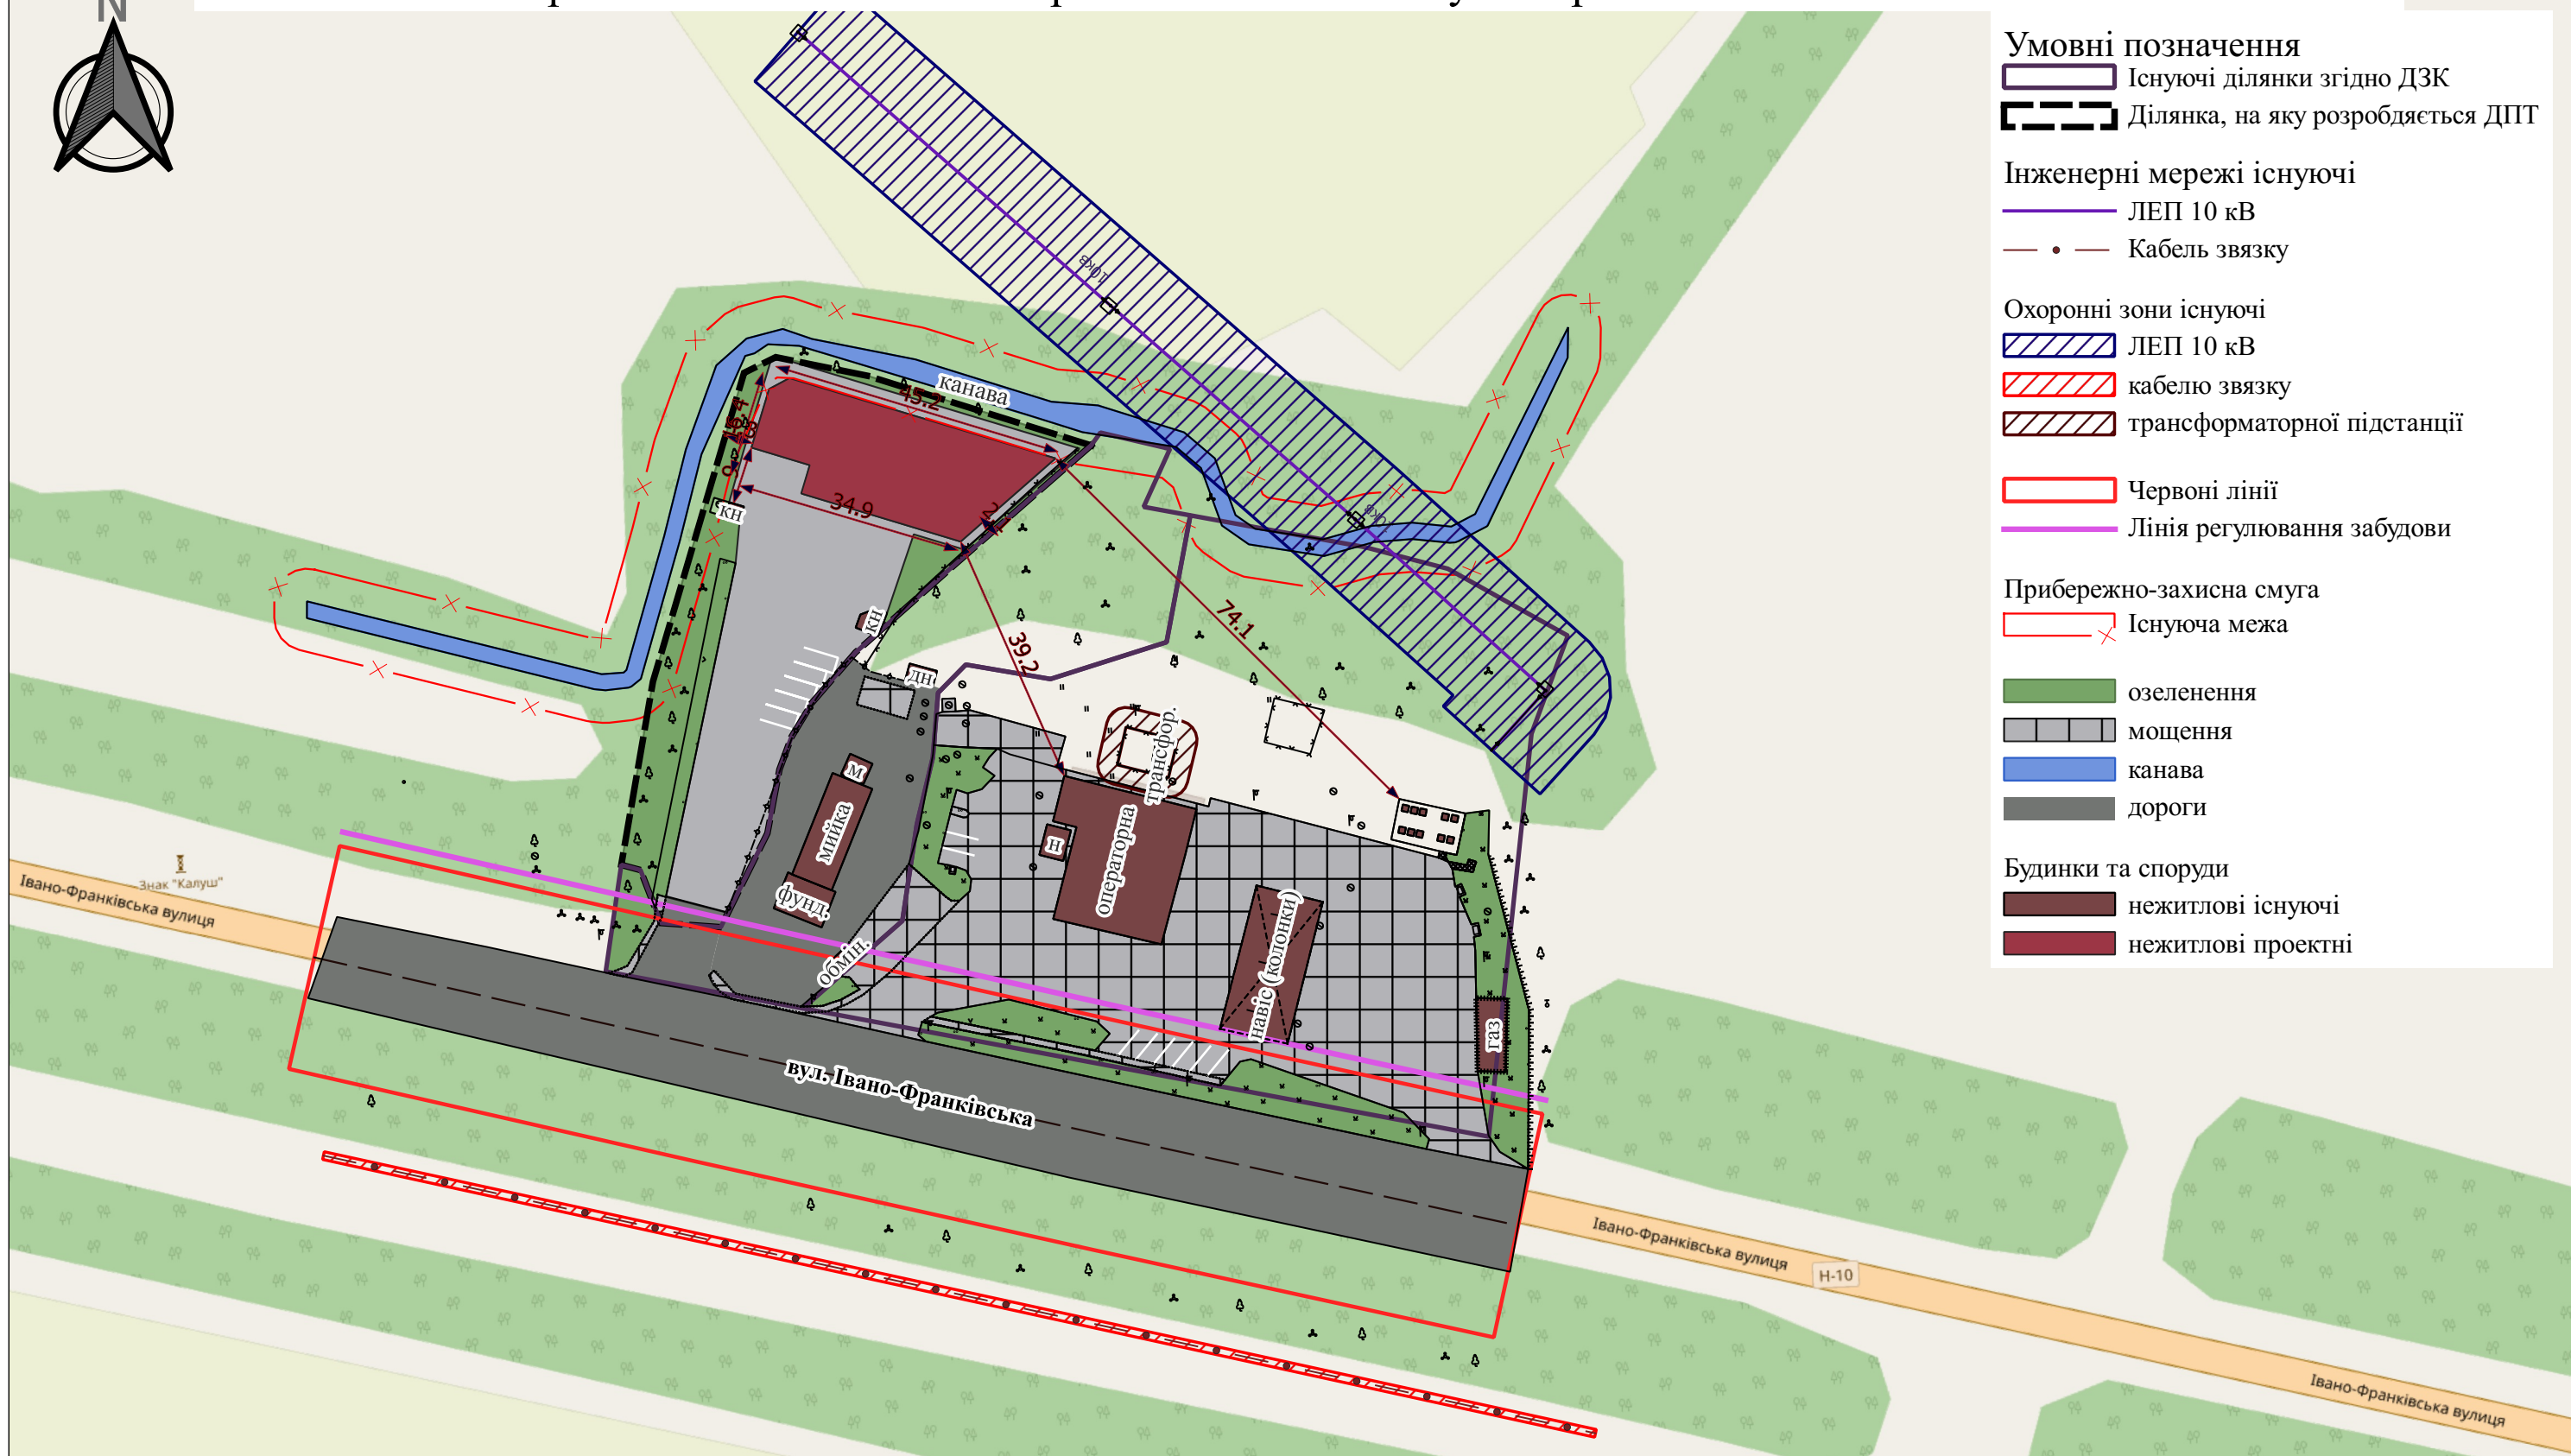 N
Умовні позначення
Існуючі ділянки згідно ДЗК
Ділянка, на яку розробдяється ДПТ
Інженерні мережі існуючі
ЛЕП 10 кВ
Кабель звязку
Охоронні зони існуючі
ЛЕП 10 кВ
кабелю звязку
трансформаторної підстанції
Червоні лінії
Лінія регулювання забудови
Прибережно-захисна смуга
Існуюча межа
озеленення
мощення
канава
дороги
Будинки та споруди
нежитлові існуючі
нежитлові проектні
10кв
канава
45.2
34.9
кн
кн
74.1
39.2
дн
трансфор.
м
мийка
фунд.
н
операторна
обмін.
навіс (колонки)
газ
Знак "Калуш"
Івано-Франківська вулиця
вул. Івано-Франківська
Івано-Франківська вулиця
Н-10
Івано-Франківська вулиця